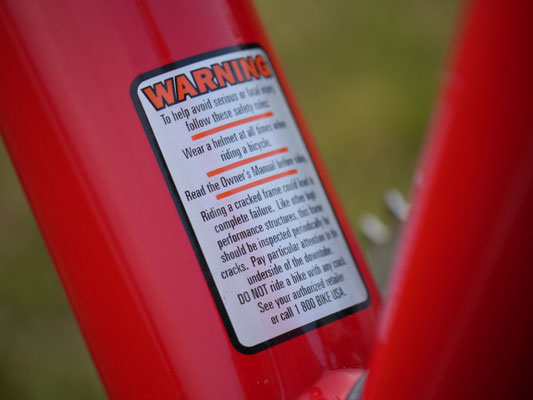 WARNING
To help avoid serious or fatal injury
follow these safety rules:
Wear a helmet at all times when
riding a bicycle.
Read the Owner's Manual before riding.
Riding a cracked frame could lead to
complete failure. Like other high
performance structures, this frame
should be inspected periodically for
cracks. Pay particular attention to the
underside of the downtube.
DO NOT ride a bike with any crack.
See your authorized retailer
or call 1 800 BIKE USA.